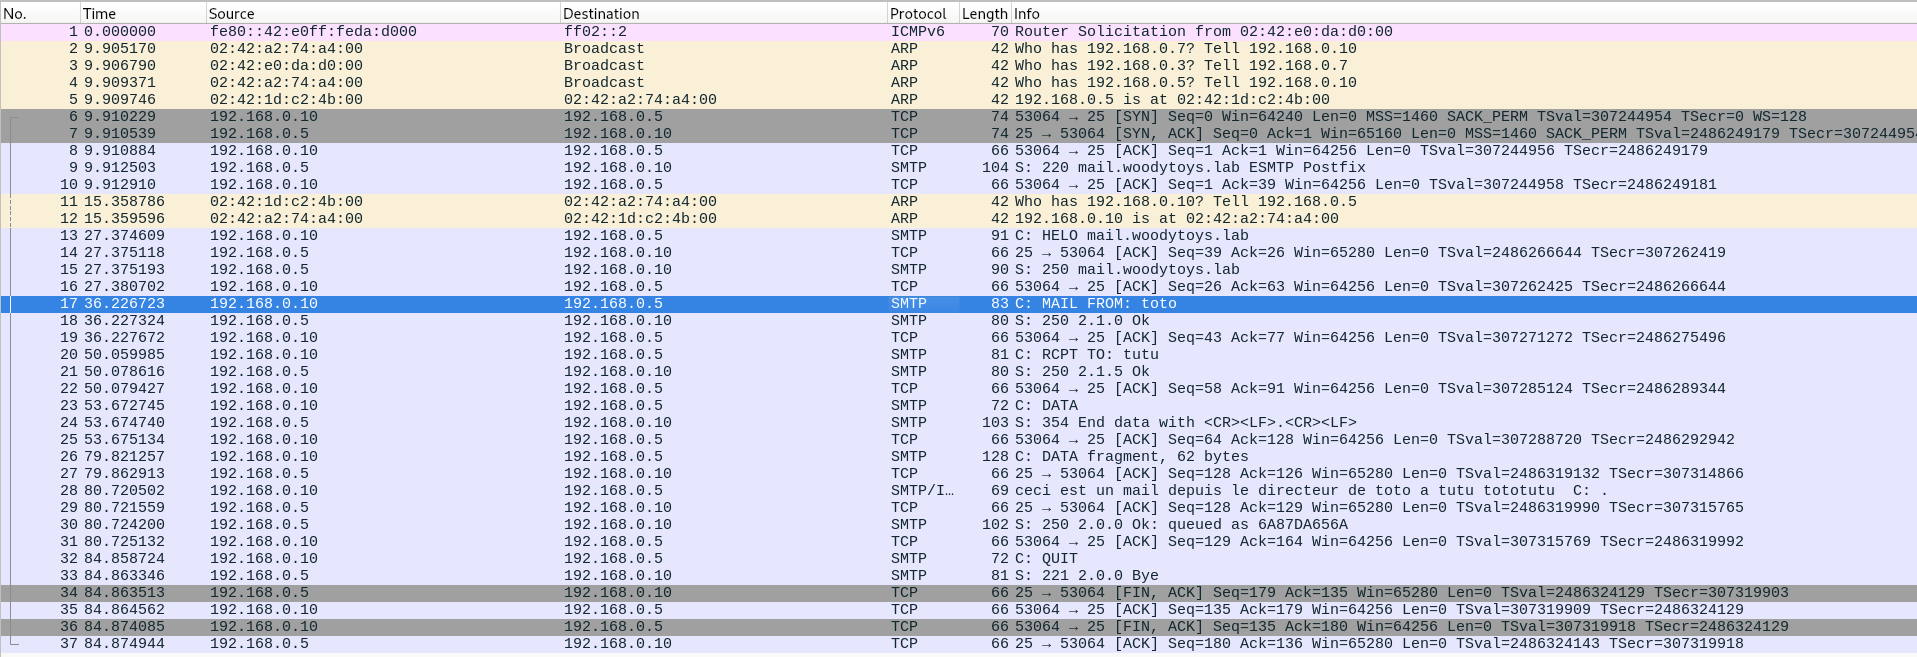 No. Time Source Destination Protocol Length Info
1 0.000000 fe80::42:e0ff:feda:d000 ff02::2 ICMPv6 70 Router Solicitation from 02:42:e0:da:d0:00
2 9.905170 02:42:a2:74:a4:00 Broadcast ARP 42 Who has 192.168.0.7? Tell 192.168.0.10
3 9.906790 02:42:e0:da:d0:00 Broadcast ARP 42 Who has 192.168.0.3? Tell 192.168.0.7
4 9.909371 02:42:a2:74:a4:00 Broadcast ARP 42 Who has 192.168.0.5? Tell 192.168.0.10
5 9.909746 02:42:1d:c2:4b:00 02:42:a2:74:a4:00 ARP 42 192.168.0.5 is at 02:42:1d:c2:4b:00
6 9.910229 192.168.0.10 192.168.0.5 TCP 74 53064 → 25 [SYN] Seq=0 Win=64240 Len=0 MSS=1460 SACK_PERM TSval=307244954 TSecr=0 WS=128
7 9.910539 192.168.0.5 192.168.0.10 TCP 74 25 → 53064 [SYN, ACK] Seq=0 Ack=1 Win=65160 Len=0 MSS=1460 SACK_PERM TSval=2486249179 TSecr=307244954
8 9.910884 192.168.0.10 192.168.0.5 TCP 66 53064 → 25 [ACK] Seq=1 Ack=1 Win=64256 Len=0 TSval=307244956 TSecr=2486249179
9 9.912503 192.168.0.5 192.168.0.10 SMTP 104 S: 220 mail.woodytoys.lab ESMTP Postfix
10 9.912910 192.168.0.10 192.168.0.5 TCP 66 53064 → 25 [ACK] Seq=1 Ack=39 Win=64256 Len=0 TSval=307244958 TSecr=2486249181
11 15.358786 02:42:1d:c2:4b:00 02:42:a2:74:a4:00 ARP 42 Who has 192.168.0.10? Tell 192.168.0.5
12 15.359596 02:42:a2:74:a4:00 02:42:1d:c2:4b:00 ARP 42 192.168.0.10 is at 02:42:a2:74:a4:00
13 27.374609 192.168.0.10 192.168.0.5 SMTP 91 C: HELO mail.woodytoys.lab
14 27.375118 192.168.0.5 192.168.0.10 TCP 66 25 → 53064 [ACK] Seq=39 Ack=26 Win=65280 Len=0 TSval=2486266644 TSecr=307262419
15 27.375193 192.168.0.5 192.168.0.10 SMTP 90 S: 250 mail.woodytoys.lab
16 27.380702 192.168.0.10 192.168.0.5 TCP 66 53064 → 25 [ACK] Seq=26 Ack=63 Win=64256 Len=0 TSval=307262425 TSecr=2486266644
17 36.226723 192.168.0.10 192.168.0.5 SMTP 83 C: MAIL FROM: toto
18 36.227324 192.168.0.5 192.168.0.10 SMTP 80 S: 250 2.1.0 Ok
19 36.227672 192.168.0.10 192.168.0.5 TCP 66 53064 → 25 [ACK] Seq=43 Ack=77 Win=64256 Len=0 TSval=307271272 TSecr=2486275496
20 50.059985 192.168.0.10 192.168.0.5 SMTP 81 C: RCPT TO: tutu
21 50.078616 192.168.0.5 192.168.0.10 SMTP 80 S: 250 2.1.5 Ok
22 50.079427 192.168.0.10 192.168.0.5 TCP 66 53064 → 25 [ACK] Seq=58 Ack=91 Win=64256 Len=0 TSval=307285124 TSecr=2486289344
23 53.672745 192.168.0.10 192.168.0.5 SMTP 72 C: DATA
24 53.674740 192.168.0.5 192.168.0.10 SMTP 103 S: 354 End data with <CR><LF>.<CR><LF>
25 53.675134 192.168.0.10 192.168.0.5 TCP 66 53064 → 25 [ACK] Seq=64 Ack=128 Win=64256 Len=0 TSval=307288720 TSecr=2486292942
26 79.821257 192.168.0.10 192.168.0.5 SMTP 128 C: DATA fragment, 62 bytes
27 79.862913 192.168.0.5 192.168.0.10 TCP 66 25 → 53064 [ACK] Seq=128 Ack=126 Win=65280 Len=0 TSval=2486319132 TSecr=307314866
28 80.720502 192.168.0.10 192.168.0.5 SMTP/I… 69 ceci est un mail depuis le directeur de toto a tutu tototutu  C: .
29 80.721559 192.168.0.5 192.168.0.10 TCP 66 25 → 53064 [ACK] Seq=128 Ack=129 Win=65280 Len=0 TSval=2486319990 TSecr=307315765
30 80.724200 192.168.0.5 192.168.0.10 SMTP 102 S: 250 2.0.0 Ok: queued as 6A87DA656A
31 80.725132 192.168.0.10 192.168.0.5 TCP 66 53064 → 25 [ACK] Seq=129 Ack=164 Win=64256 Len=0 TSval=307315769 TSecr=2486319992
32 84.858724 192.168.0.10 192.168.0.5 SMTP 72 C: QUIT
33 84.863346 192.168.0.5 192.168.0.10 SMTP 81 S: 221 2.0.0 Bye
34 84.863513 192.168.0.5 192.168.0.10 TCP 66 25 → 53064 [FIN, ACK] Seq=179 Ack=135 Win=65280 Len=0 TSval=2486324129 TSecr=307319903
35 84.864562 192.168.0.10 192.168.0.5 TCP 66 53064 → 25 [ACK] Seq=135 Ack=179 Win=64256 Len=0 TSval=307319909 TSecr=2486324129
36 84.874085 192.168.0.10 192.168.0.5 TCP 66 53064 → 25 [FIN, ACK] Seq=135 Ack=180 Win=64256 Len=0 TSval=307319918 TSecr=2486324129
37 84.874944 192.168.0.5 192.168.0.10 TCP 66 25 → 53064 [ACK] Seq=180 Ack=136 Win=65280 Len=0 TSval=2486324143 TSecr=307319918